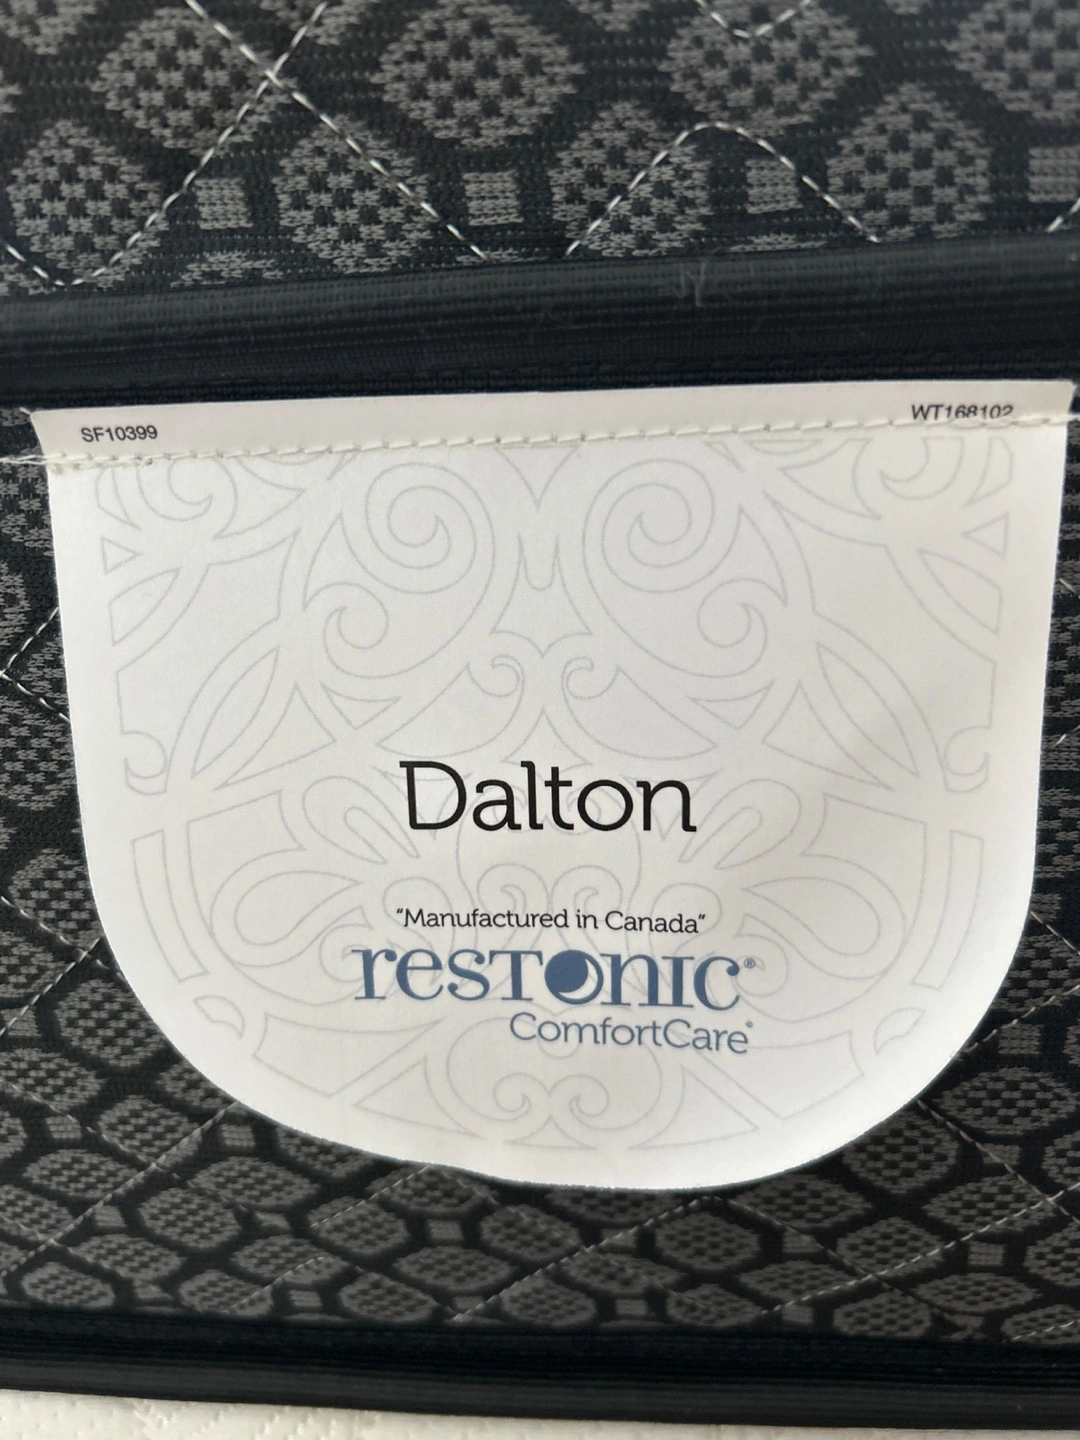 SF10399
WT168102
Dalton
"Manufactured in Canada"
resTonic®
ComfortCare®